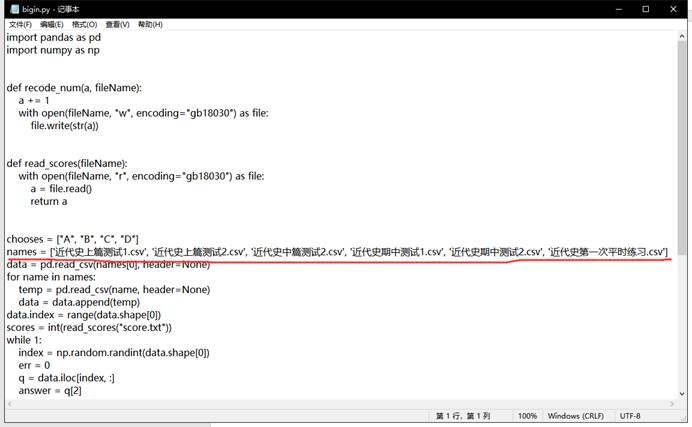 bigin.py - 记事本
文件(F) 编辑(E) 格式(O) 查看(V) 帮助(H)
import pandas as pd
import numpy as np
def recode_num(a, fileName):
a += 1
with open(fileName, "w", encoding="gb18030") as file:
file.write(str(a))
def read_scores(fileName):
with open(fileName, "r", encoding="gb18030") as file:
a = file.read()
return a
chooses = ["A", "B", "C", "D"]
names = ['近代史上篇测试1.csv', '近代史上篇测试2.csv', '近代史中篇测试2.csv', '近代史期中测试1.csv', '近代史期中测试2.csv', '近代史第一次平时练习.csv']
data = pd.read_csv(names[0], header=None)
for name in names:
temp = pd.read_csv(name, header=None)
data = data.append(temp)
data.index = range(data.shape[0])
scores = int(read_scores("score.txt"))
while 1:
index = np.random.randint(data.shape[0])
err = 0
q = data.iloc[index, :]
answer = q[2]
第 1 行，第 1 列 100% Windows (CRLF) UTF-8